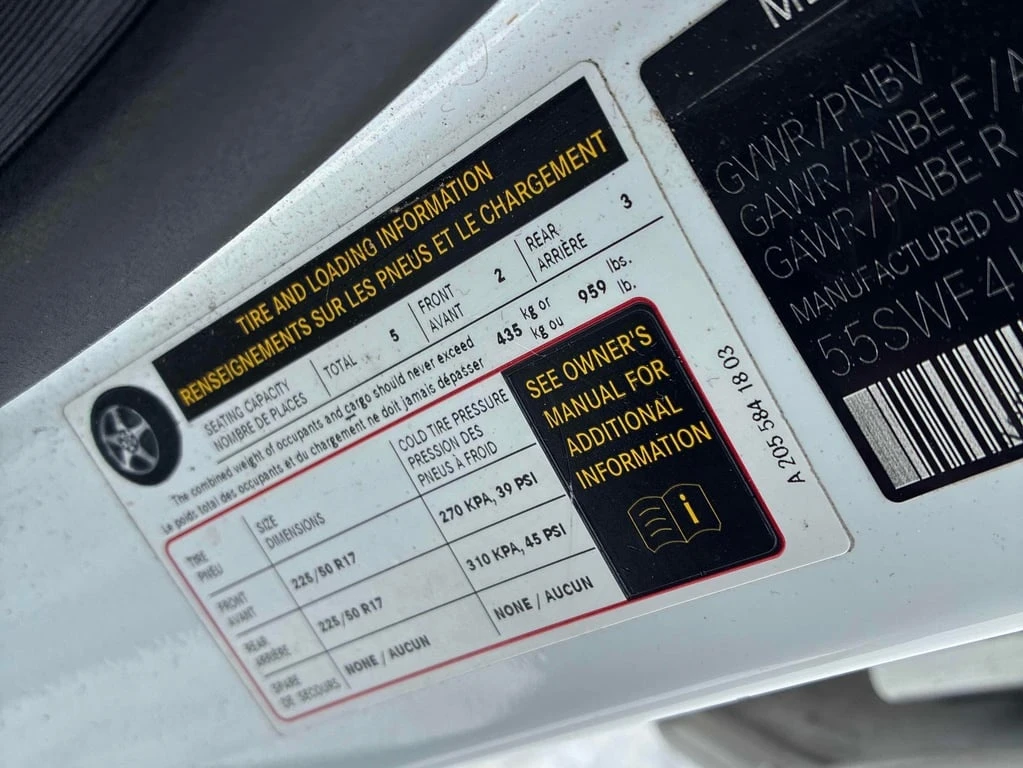 TIRE AND LOADING INFORMATION
RENSEIGNEMENTS SUR LES PNEUS ET LE CHARGEMENT
SEATING CAPACITY
NOMBRE DE PLACES
TOTAL 5
FRONT
AVANT
2
REAR
ARRIÈRE
3
The combined weight of occupants and cargo should never exceed 435 kg or 959 lbs.
Le poids total des occupants et du chargement ne doit jamais dépasser kg ou lb.
TIRE
PNEU
SIZE
DIMENSIONS
COLD TIRE PRESSURE
PRESSION DES
PNEUS A FROID
FRONT
AVANT
225/50 R17
270 KPA, 39 PSI
REAR
ARRIÈRE
225/50 R17
310 KPA, 45 PSI
SPARE
DE SECOURS
NONE / AUCUN
NONE / AUCUN
SEE OWNER'S
MANUAL FOR
ADDITIONAL
INFORMATION
i
A 205 584 18 03
GVWR/PNBV
GAWR/PNBE F/
GAWR/PNBE R
MANUFACTURED
55SWF4